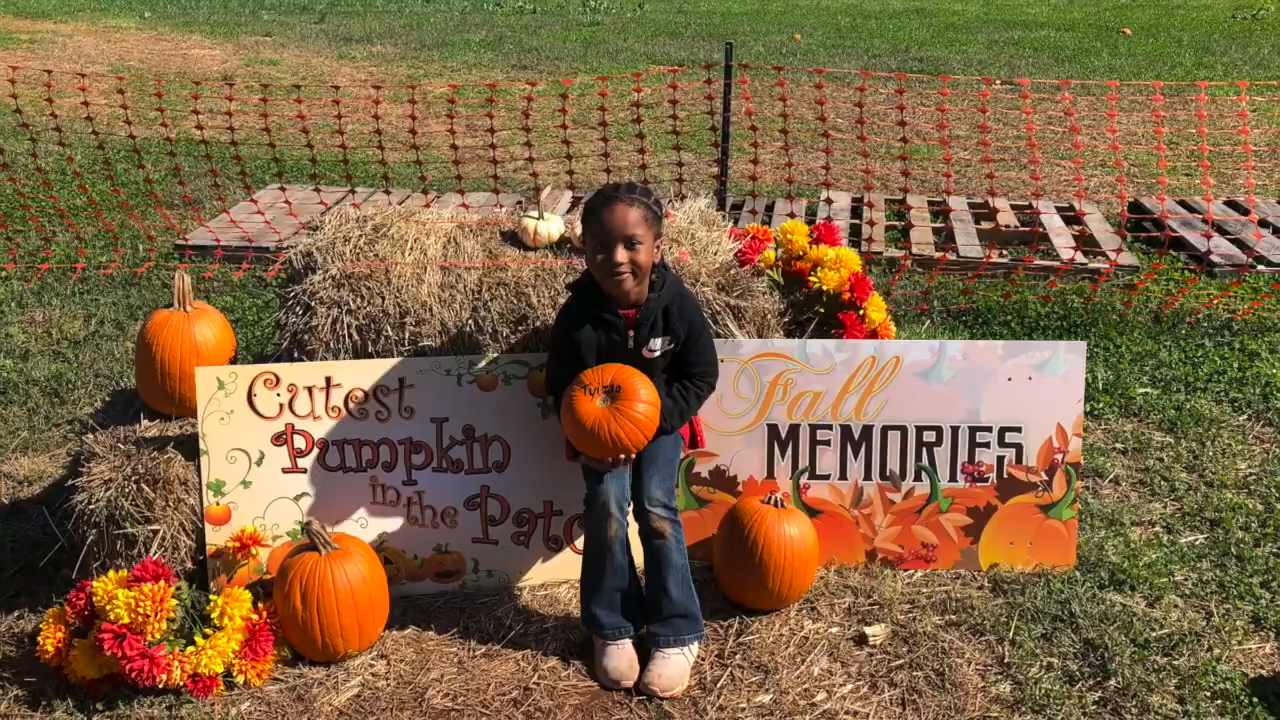 Cutest
Pumpkin
in the
Patc
Fall
MEMORIES